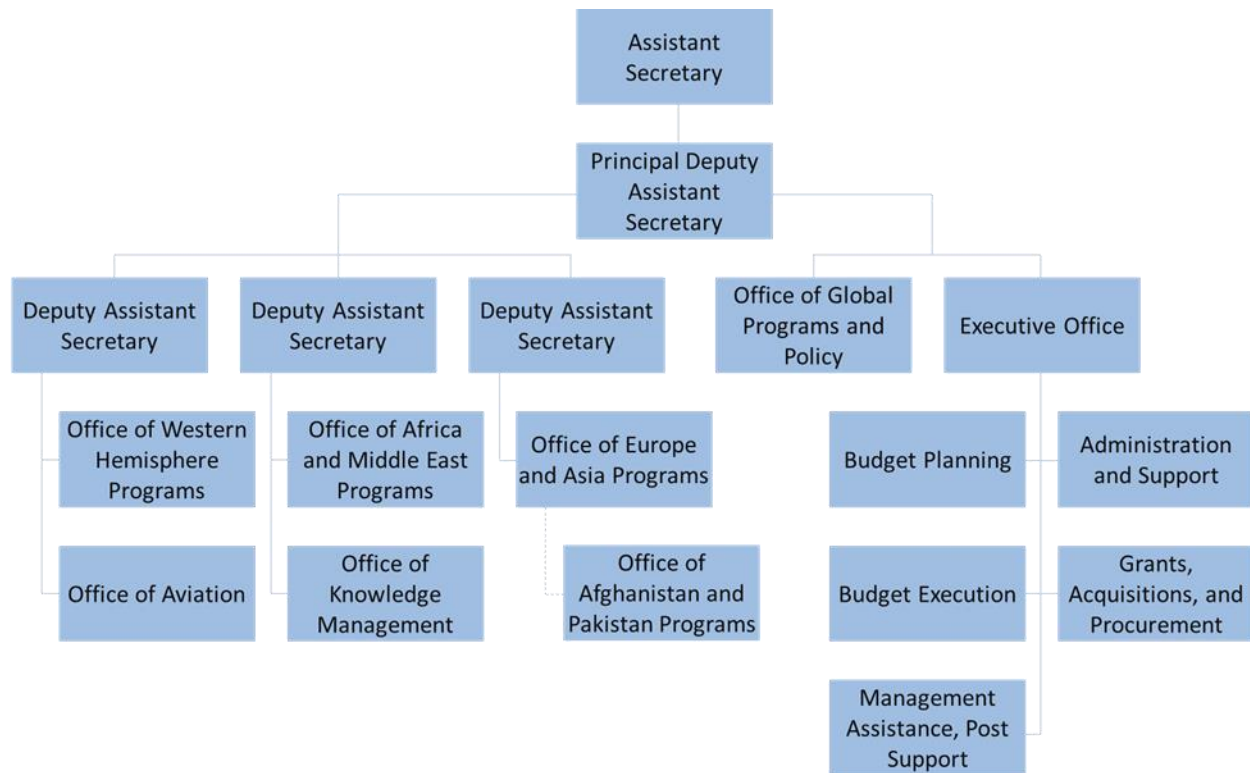 Assistant
Secretary
Principal Deputy
Assistant
Secretary
Deputy Assistant
Secretary
Deputy Assistant
Secretary
Deputy Assistant
Secretary
Office of Global
Programs and
Policy
Executive Office
Office of Western
Hemisphere
Programs
Office of Africa
and Middle East
Programs
Office of Europe
and Asia Programs
Budget Planning
Administration
and Support
Office of Aviation
Office of
Knowledge
Management
Office of
Afghanistan and
Pakistan Programs
Budget Execution
Grants,
Acquisitions, and
Procurement
Management
Assistance, Post
Support